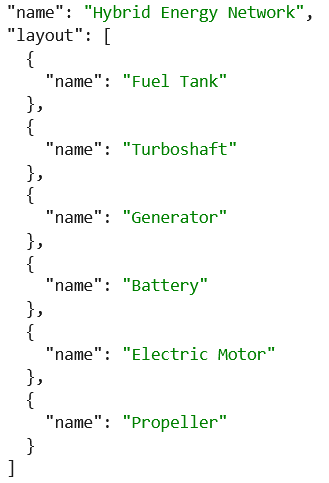 "name": "Hybrid Energy Network",
"layout": [
  {
    "name": "Fuel Tank"
  },
  {
    "name": "Turboshaft"
  },
  {
    "name": "Generator"
  },
  {
    "name": "Battery"
  },
  {
    "name": "Electric Motor"
  },
  {
    "name": "Propeller"
  }
]